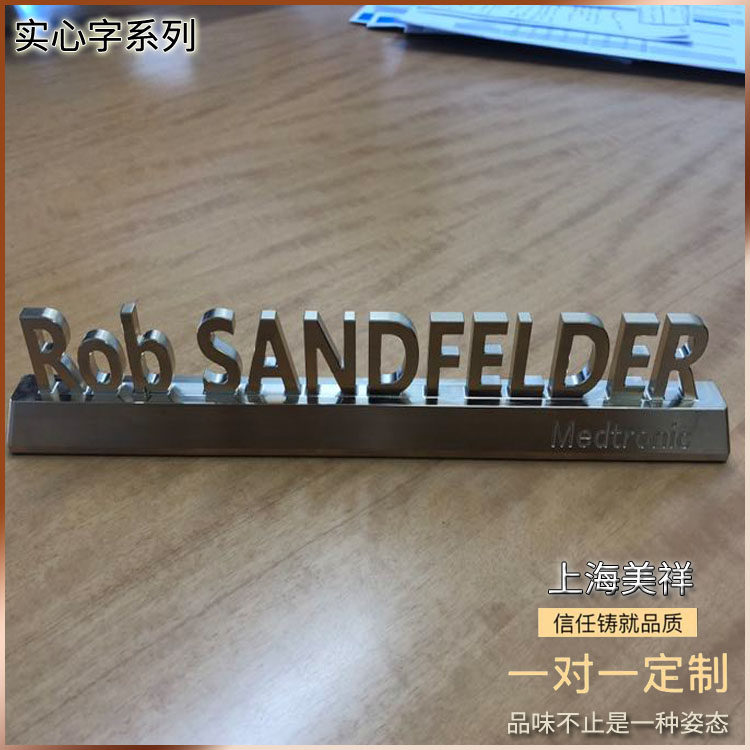 实心字系列
Rob SANDFELDER
Medtronic
上海美祥
信任铸就品质
一对一定制
品味不止是一种姿态